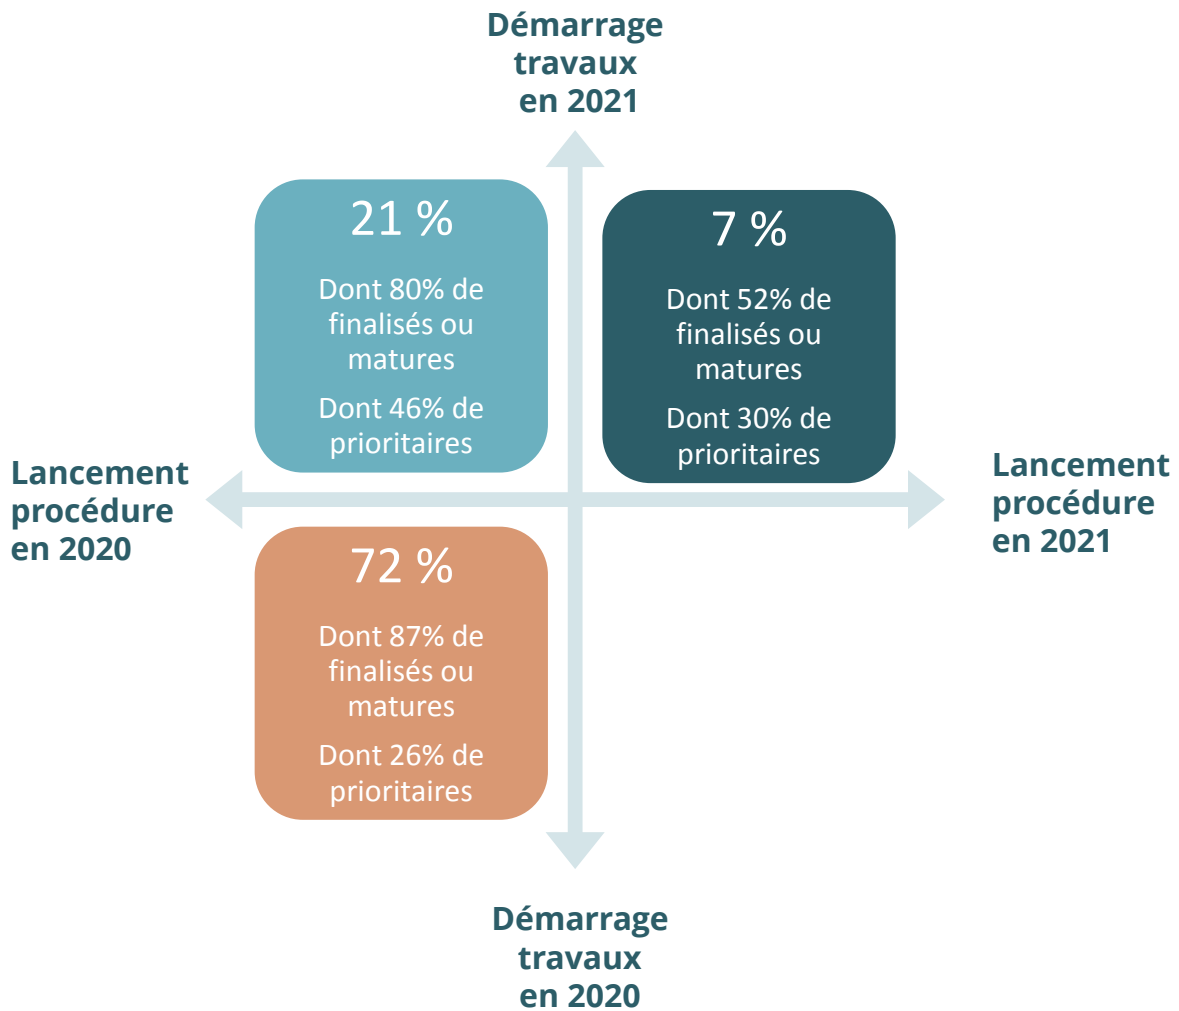 Démarrage
travaux
en 2021
21 %
Dont 80% de
finalisés ou
matures
Dont 46% de
prioritaires
7 %
Dont 52% de
finalisés ou
matures
Dont 30% de
prioritaires
Lancement
procédure
en 2020
Lancement
procédure
en 2021
72 %
Dont 87% de
finalisés ou
matures
Dont 26% de
prioritaires
Démarrage
travaux
en 2020